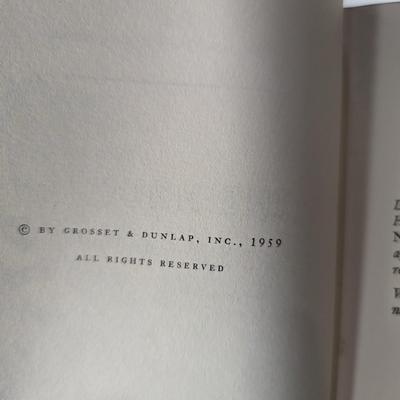 © BY GROSSET & DUNLAP, INC., 1959
ALL RIGHTS RESERVED